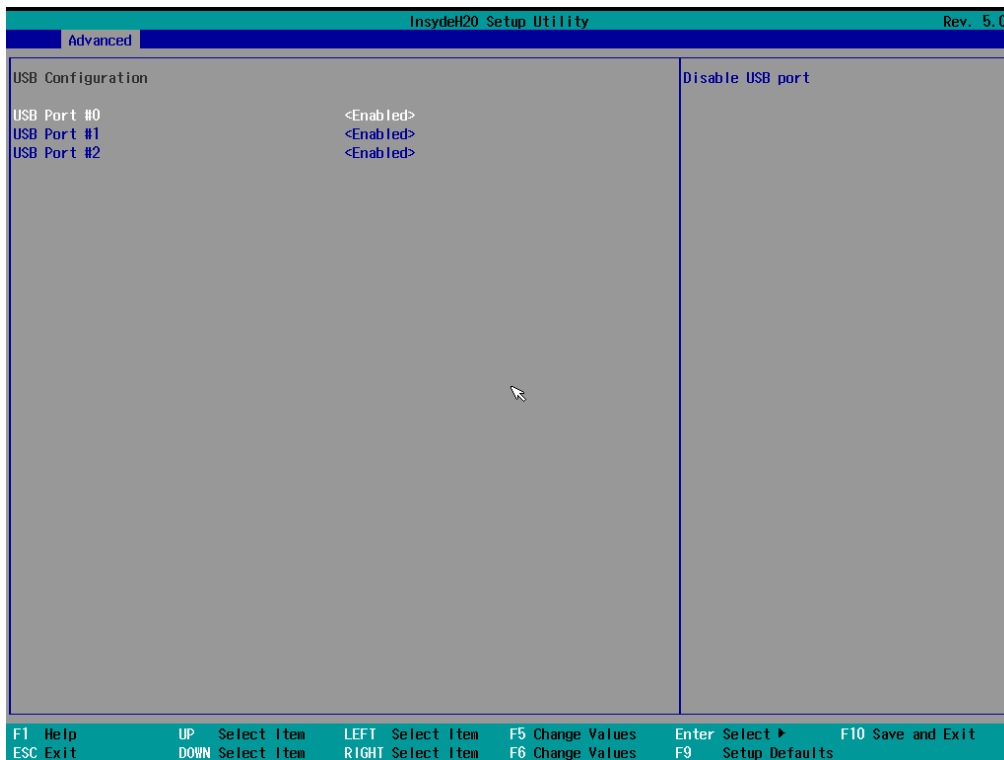 InsydeH20 Setup Utility Rev. 5.0
Advanced
USB Configuration
Disable USB port
USB Port #0 <Enabled>
USB Port #1 <Enabled>
USB Port #2 <Enabled>
F1 Help UP Select Item LEFT Select Item F5 Change Values Enter Select ▶ F10 Save and Exit
ESC Exit DOWN Select Item RIGHT Select Item F6 Change Values F9 Setup Defaults